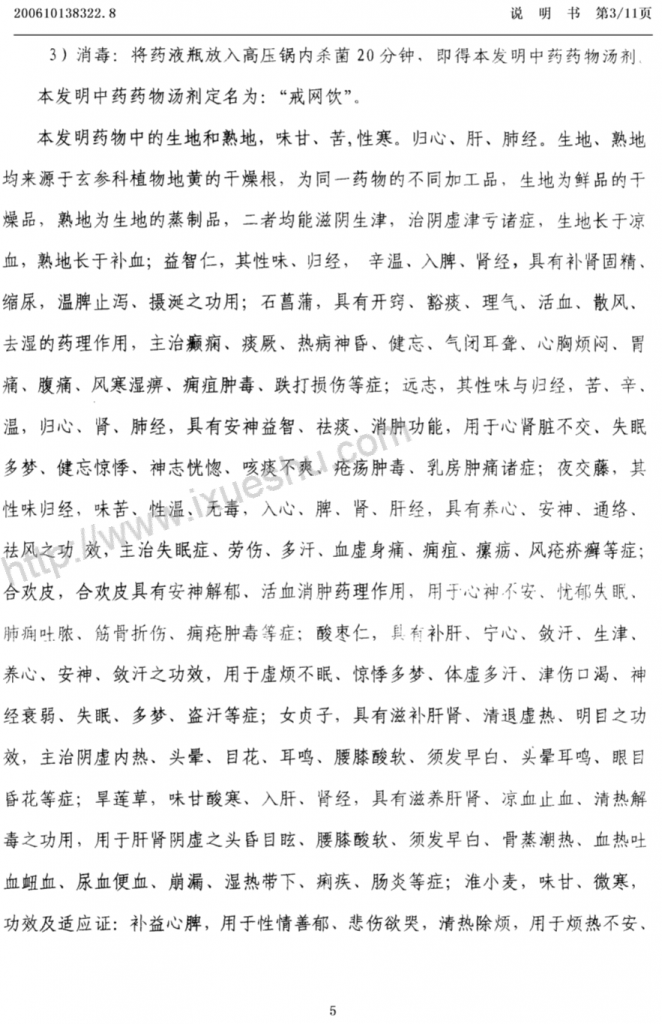 200610138322.8
说 明 书 第3/11页
3）消毒：将药液瓶放入高压锅内杀菌20分钟，即得本发明中药药物汤剂.
本发明中药药物汤剂定名为：“戒网饮”。
本发明药物中的生地和熟地，味甘、苦,性寒。归心、肝、肺经。生地、熟地
均来源于玄参科植物地黄的干燥根，为同一药物的不同加工品，生地为鲜品的干
燥品，熟地为生地的蒸制品，二者均能滋阴生津，治阴虚津亏诸症，生地长于凉
血，熟地长于补血；益智仁，其性味、归经， 辛温、入脾、肾经，具有补肾固精、
缩尿，温脾止泻、摄涎之功用；石菖蒲，具有开窍、豁痰、理气、活血、散风、
去湿的药理作用，主治癫痫、痰厥、热病神昏、健忘、气闭耳聋、心胸烦闷、胃
痛、腹痛、风寒湿痹、痈疽肿毒、跌打损伤等症；远志，其性味与归经，苦、辛、
温，归心、肾、肺经，具有安神益智、祛痰、消肿功能，用于心肾脏不交、失眠
多梦、健忘惊悸、神志恍惚、咳痰不爽、疮疡肿毒、乳房肿痛诸症；夜交藤，其
性味归经，味苦、性温、无毒，入心、脾、肾、肝经，具有养心、安神、通络、
祛风之功 效，主治失眠症、劳伤、多汗、血虚身痛、痈疽、瘰疬、风疮疥癣等症；
合欢皮，合欢皮具有安神解郁、活血消肿药理作用，用于心神不安、忧郁失眠、
肺痈吐脓、筋骨折伤、痈疮肿毒等症；酸枣仁，具有补肝、宁心、敛汗、生津、
养心、安神、敛汗之功效，用于虚烦不眠、惊悸多梦、体虚多汗、津伤口渴、神
经衰弱、失眠、多梦、盗汗等症；女贞子，具有滋补肝肾、清退虚热、明目之功
效，主治阴虚内热、头晕、目花、耳鸣、腰膝酸软、须发早白、头晕耳鸣、眼目
昏花等症；旱莲草，味甘酸寒、入肝、肾经，具有滋养肝肾、凉血止血、清热解
毒之功用，用于肝肾阴虚之头昏目眩、腰膝酸软、须发早白、骨蒸潮热、血热吐
血衄血、尿血便血、崩漏、湿热带下、痢疾、肠炎等症；淮小麦，味甘、微寒，
功效及适应证：补益心脾，用于性情善郁、悲伤欲哭，清热除烦，用于烦热不安、
http://www.ixueshu.com
5